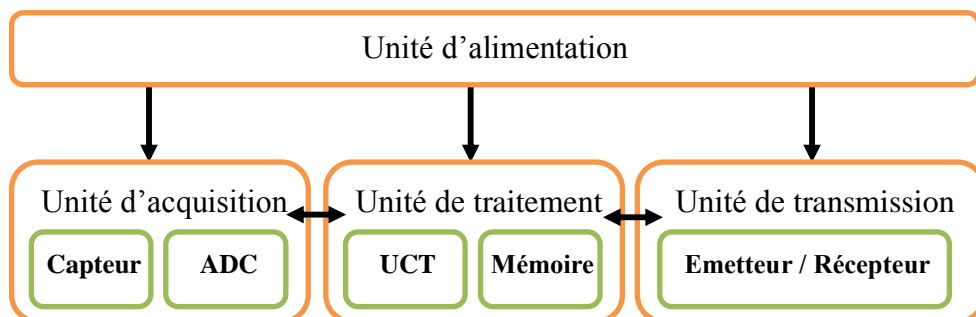 Unité d’alimentation
Unité d’acquisition
Capteur
ADC
Unité de traitement
UCT
Mémoire
Unité de transmission
Emetteur / Récepteur